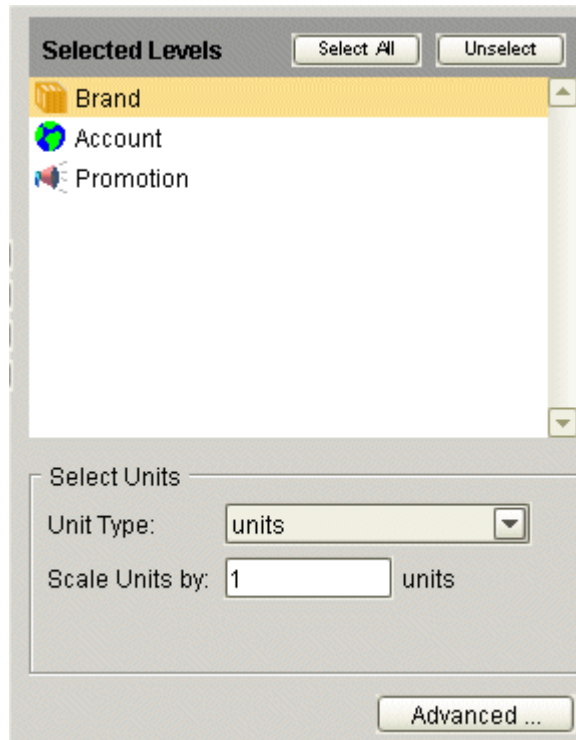 Selected Levels Select All Unselect
Brand
Account
Promotion
Select Units
Unit Type: units
Scale Units by: 1 units
Advanced ...